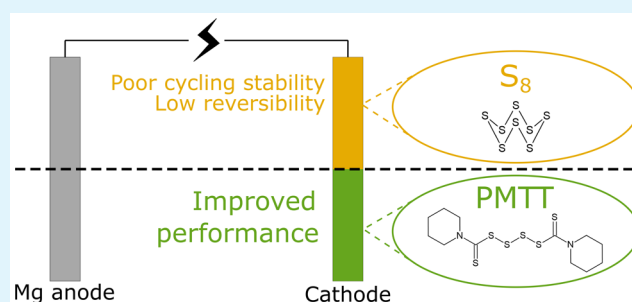 Poor cycling stability
Low reversibility
S₈
S
S S
S
S S
S S
Improved
performance
PMTT
S
N S S S S N
S
Mg anode
Cathode